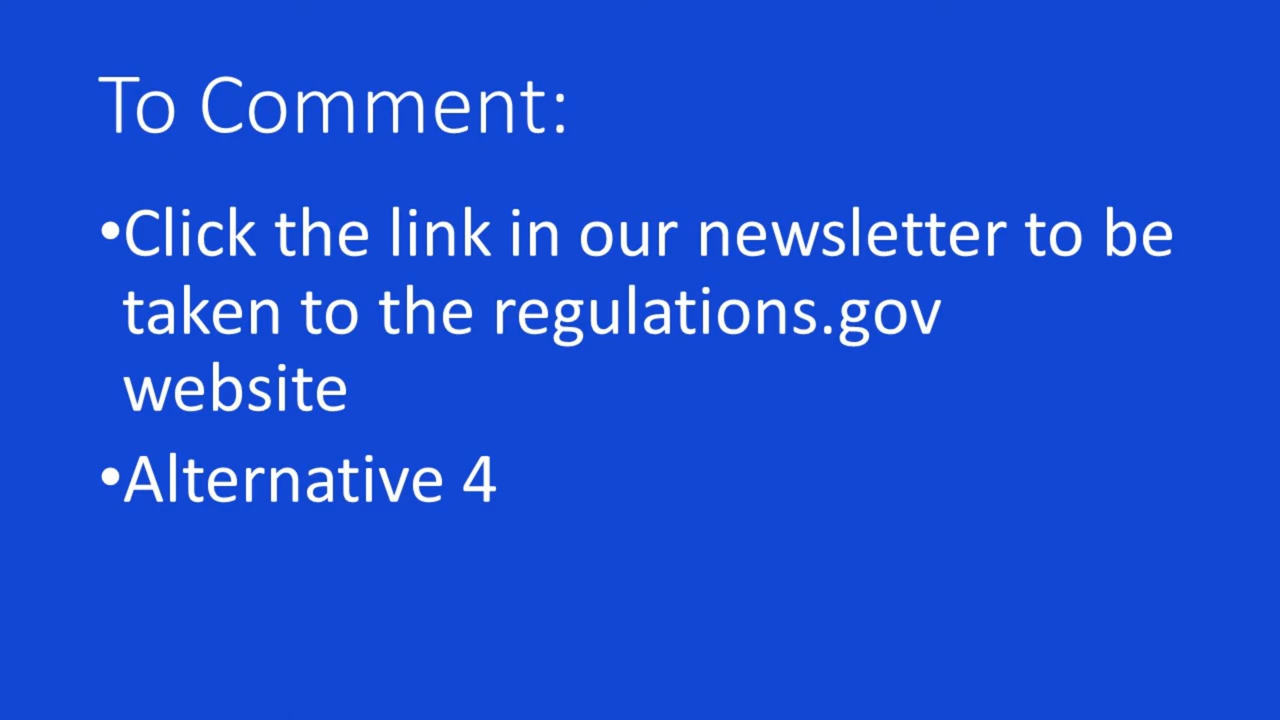 To Comment:
•Click the link in our newsletter to be
taken to the regulations.gov
website
•Alternative 4